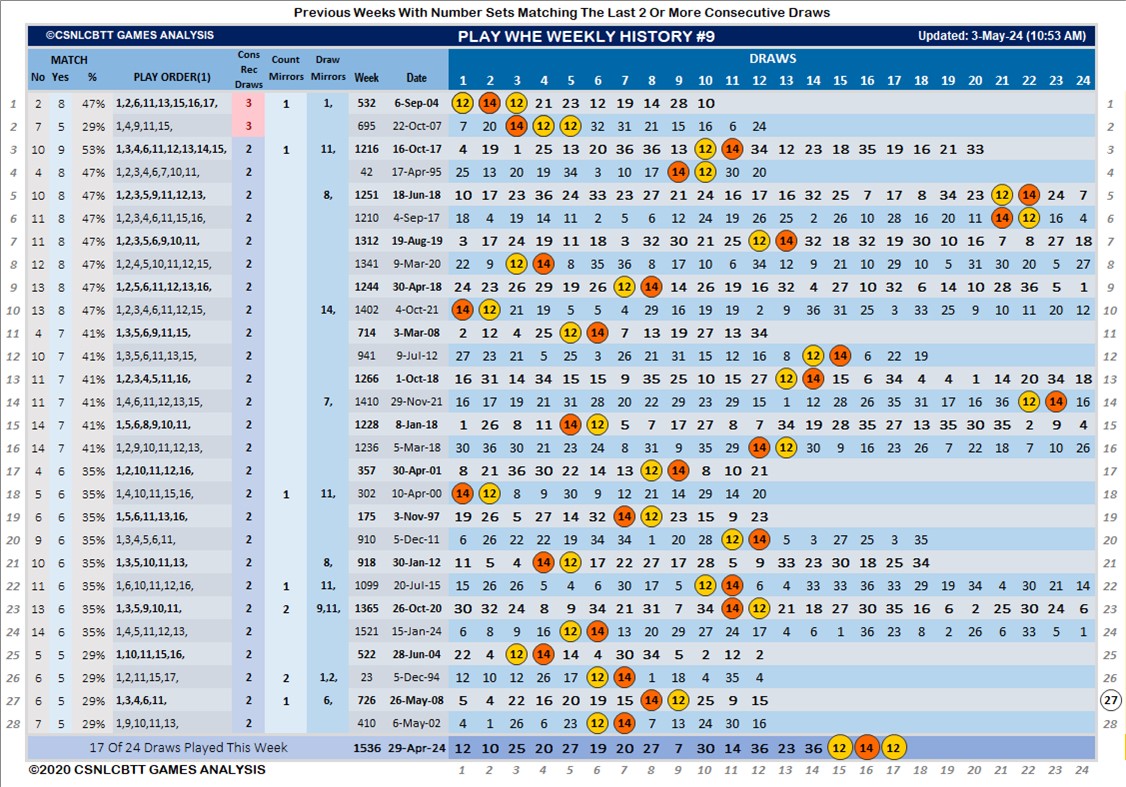 Previous Weeks With Number Sets Matching The Last 2 Or More Consecutive Draws
©CSNLCBTT GAMES ANALYSIS PLAY WHE WEEKLY HISTORY #9 Updated: 3-May-24 (10:53 AM)
MATCH Cons Rec Draws Count Mirrors Draw Mirrors DRAWS
No Yes % PLAY ORDER(1) Week Date 1 2 3 4 5 6 7 8 9 10 11 12 13 14 15 16 17 18 19 20 21 22 23 24
1 2 8 47% 1,2,6,11,13,15,16,17, 3 1 1, 532 6-Sep-04 12 14 12 21 23 12 19 14 28 10 1
2 7 5 29% 1,4,9,11,15, 3 695 22-Oct-07 7 20 14 12 12 32 31 21 15 16 6 24 2
3 10 9 53% 1,3,4,6,11,12,13,14,15, 2 1 11, 1216 16-Oct-17 4 19 1 25 13 20 36 36 13 12 14 34 12 23 18 35 19 16 21 33 3
4 11 8 47% 1,2,3,4,6,7,10,11, 2 42 17-Apr-95 25 13 20 19 34 3 10 17 14 12 30 20 4
5 10 8 47% 1,2,3,5,9,11,12,13, 2 8, 1251 18-Jun-18 10 17 23 36 24 33 23 27 21 24 16 17 16 32 25 7 17 8 34 23 12 14 24 7 5
6 11 8 47% 1,2,3,4,6,11,15,16, 2 1210 4-Sep-17 18 4 19 14 11 2 5 6 12 24 19 26 25 2 26 10 28 16 20 11 14 12 16 4 6
7 11 8 47% 1,2,3,5,6,9,10,11, 2 1312 19-Aug-19 3 17 24 19 11 18 3 32 30 21 25 12 14 32 18 32 19 30 10 16 7 8 27 18 7
8 12 8 47% 1,2,4,5,10,11,12,15, 2 1341 9-Mar-20 22 9 12 14 8 35 36 8 17 10 6 34 12 9 21 10 29 19 10 5 31 30 5 27 8
9 13 8 47% 1,2,5,6,11,12,13,16, 2 1244 30-Apr-18 24 23 26 29 19 26 12 14 14 26 19 16 32 4 27 10 32 6 14 10 28 36 5 1 9
10 13 8 47% 1,2,3,4,6,11,12,15, 2 14, 1402 4-Oct-21 14 12 21 19 5 5 4 29 16 19 19 2 9 36 31 25 3 33 25 9 10 11 20 12 10
11 4 7 41% 1,3,5,6,9,11,15, 2 714 3-Mar-08 2 12 4 25 12 14 7 13 19 27 13 34 11
12 10 7 41% 1,3,5,6,11,13,15, 2 941 9-Jul-12 27 23 21 5 25 3 26 21 31 15 12 16 8 12 14 6 22 19 12
13 11 7 41% 1,2,3,4,5,11,16, 2 1266 1-Oct-18 16 31 14 34 15 15 9 35 25 10 15 27 12 14 15 6 34 4 4 1 14 20 34 18 13
14 11 7 41% 1,4,6,11,12,13,15, 2 7, 1410 29-Nov-21 16 17 19 21 31 28 20 22 29 23 29 15 1 12 28 26 35 31 17 16 36 12 14 16 14
15 14 7 41% 1,5,6,8,9,10,11, 2 1228 8-Jan-18 1 26 8 11 14 12 5 7 17 27 8 7 34 19 28 35 27 13 35 30 35 2 9 4 15
16 14 7 41% 1,2,9,10,11,12,13, 2 1236 5-Mar-18 30 36 30 21 23 24 8 31 9 35 29 14 12 30 9 16 23 26 7 22 18 7 10 26 16
17 4 6 35% 1,2,10,11,12,16, 2 357 30-Apr-01 8 21 36 30 22 14 13 12 14 8 10 21 17
18 5 6 35% 1,4,10,11,15,16, 2 1 11, 302 10-Apr-00 14 12 8 9 30 9 12 21 14 29 14 20 18
19 6 6 35% 1,5,6,11,13,16, 2 175 3-Nov-97 19 26 5 27 14 32 14 12 23 15 9 23 19
20 9 6 35% 1,3,4,5,6,11, 2 910 5-Dec-11 6 26 22 22 19 34 34 1 20 28 12 14 5 3 27 25 3 35 20
21 10 6 35% 1,3,5,10,11,13, 2 8, 918 30-Jan-12 11 5 4 14 12 17 22 27 17 28 13 9 33 23 30 18 25 34 21
22 11 6 35% 1,6,10,11,12,16, 2 1 11, 1099 20-Jul-15 15 26 26 5 4 6 30 17 5 12 14 6 4 33 33 36 33 29 19 34 4 30 21 14 22
23 13 6 35% 1,3,5,9,10,11, 2 2 9,11, 1365 26-Oct-20 30 32 24 8 9 34 21 31 7 34 14 12 21 18 27 30 35 16 6 2 25 30 24 6 23
24 14 6 35% 1,4,5,11,12,13, 2 1521 15-Jan-24 6 8 9 16 12 14 13 20 29 27 24 17 4 6 1 36 23 8 2 26 6 33 5 1 24
25 5 5 29% 1,10,11,15,16, 2 522 28-Jun-04 22 4 12 14 14 4 30 34 5 2 12 2 25
26 6 5 29% 1,2,11,15,17, 2 2 1,2, 23 5-Dec-94 12 10 12 26 17 12 14 1 18 4 35 4 26
27 6 5 29% 1,3,4,6,11, 2 1 6, 726 26-May-08 5 4 22 16 20 19 15 14 12 25 9 15 27
28 7 5 29% 1,9,10,11,13, 2 410 6-May-02 4 1 26 6 23 12 14 7 13 24 30 16 28
17 Of 24 Draws Played This Week 1536 29-Apr-24 12 10 25 20 27 19 20 27 7 30 14 36 23 36 12 14 12
©2020 CSNLCBTT GAMES ANALYSIS 1 2 3 4 5 6 7 8 9 10 11 12 13 14 15 16 17 18 19 20 21 22 23 24